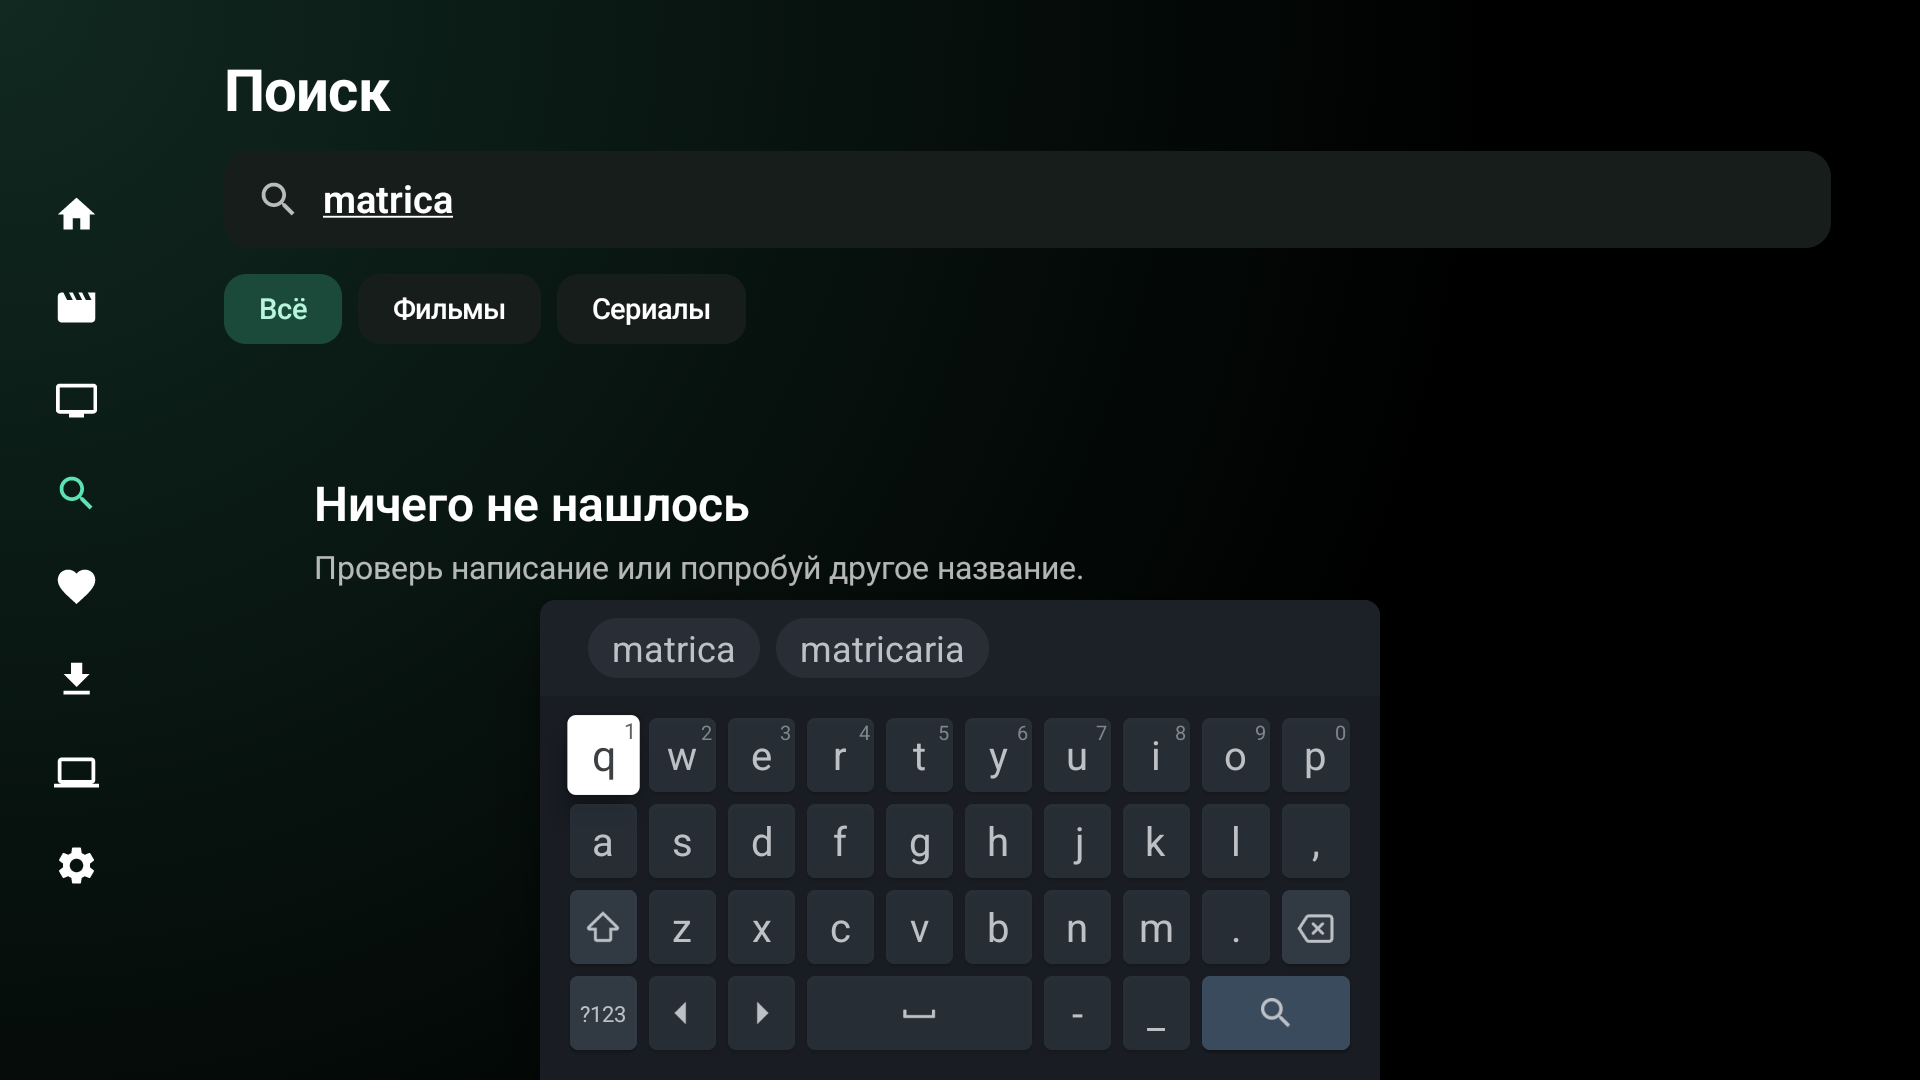 Поиск
matrica
Всё Фильмы Сериалы
Ничего не нашлось
Проверь написание или попробуй другое название.
matrica matricaria
q 1 w 2 e 3 r 4 t 5 y 6 u 7 i 8 o 9 p 0
a s d f g h j k l ,
z x c v b n m .
?123 - _